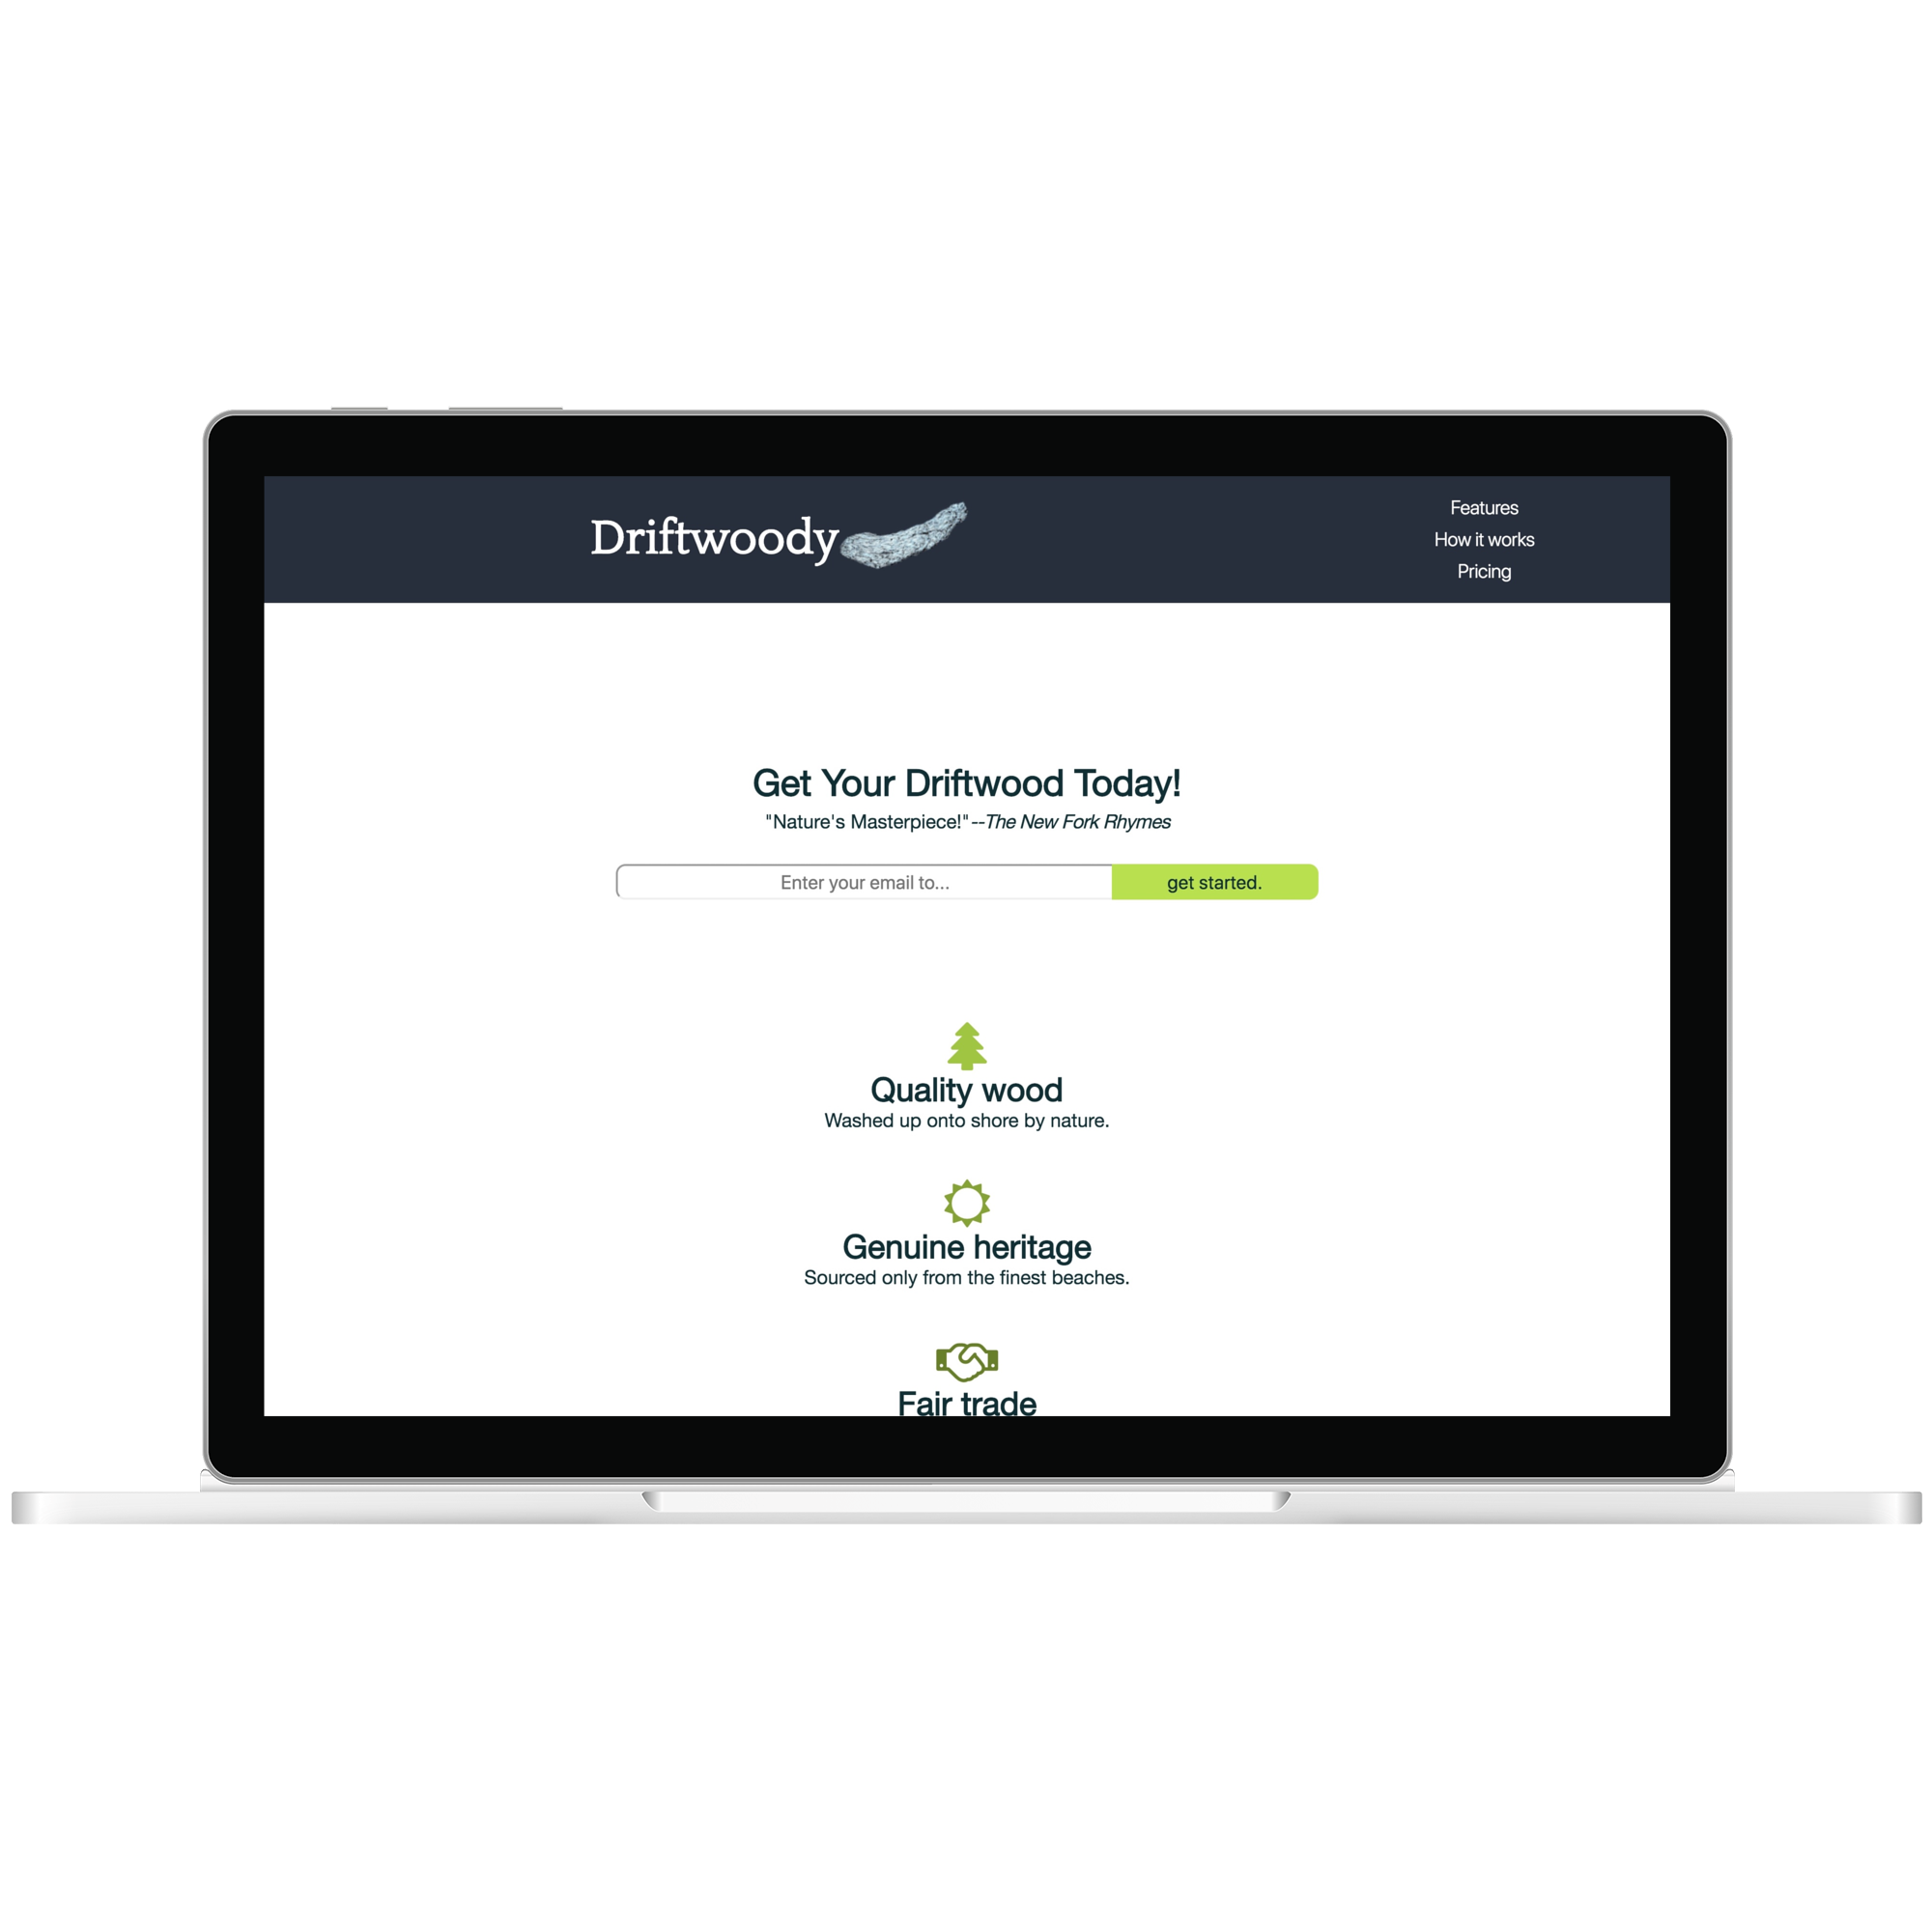 Driftwoody
Features
How it works
Pricing
Get Your Driftwood Today!
"Nature's Masterpiece!"--The New Fork Rhymes
Enter your email to...
get started.
Quality wood
Washed up onto shore by nature.
Genuine heritage
Sourced only from the finest beaches.
Fair trade